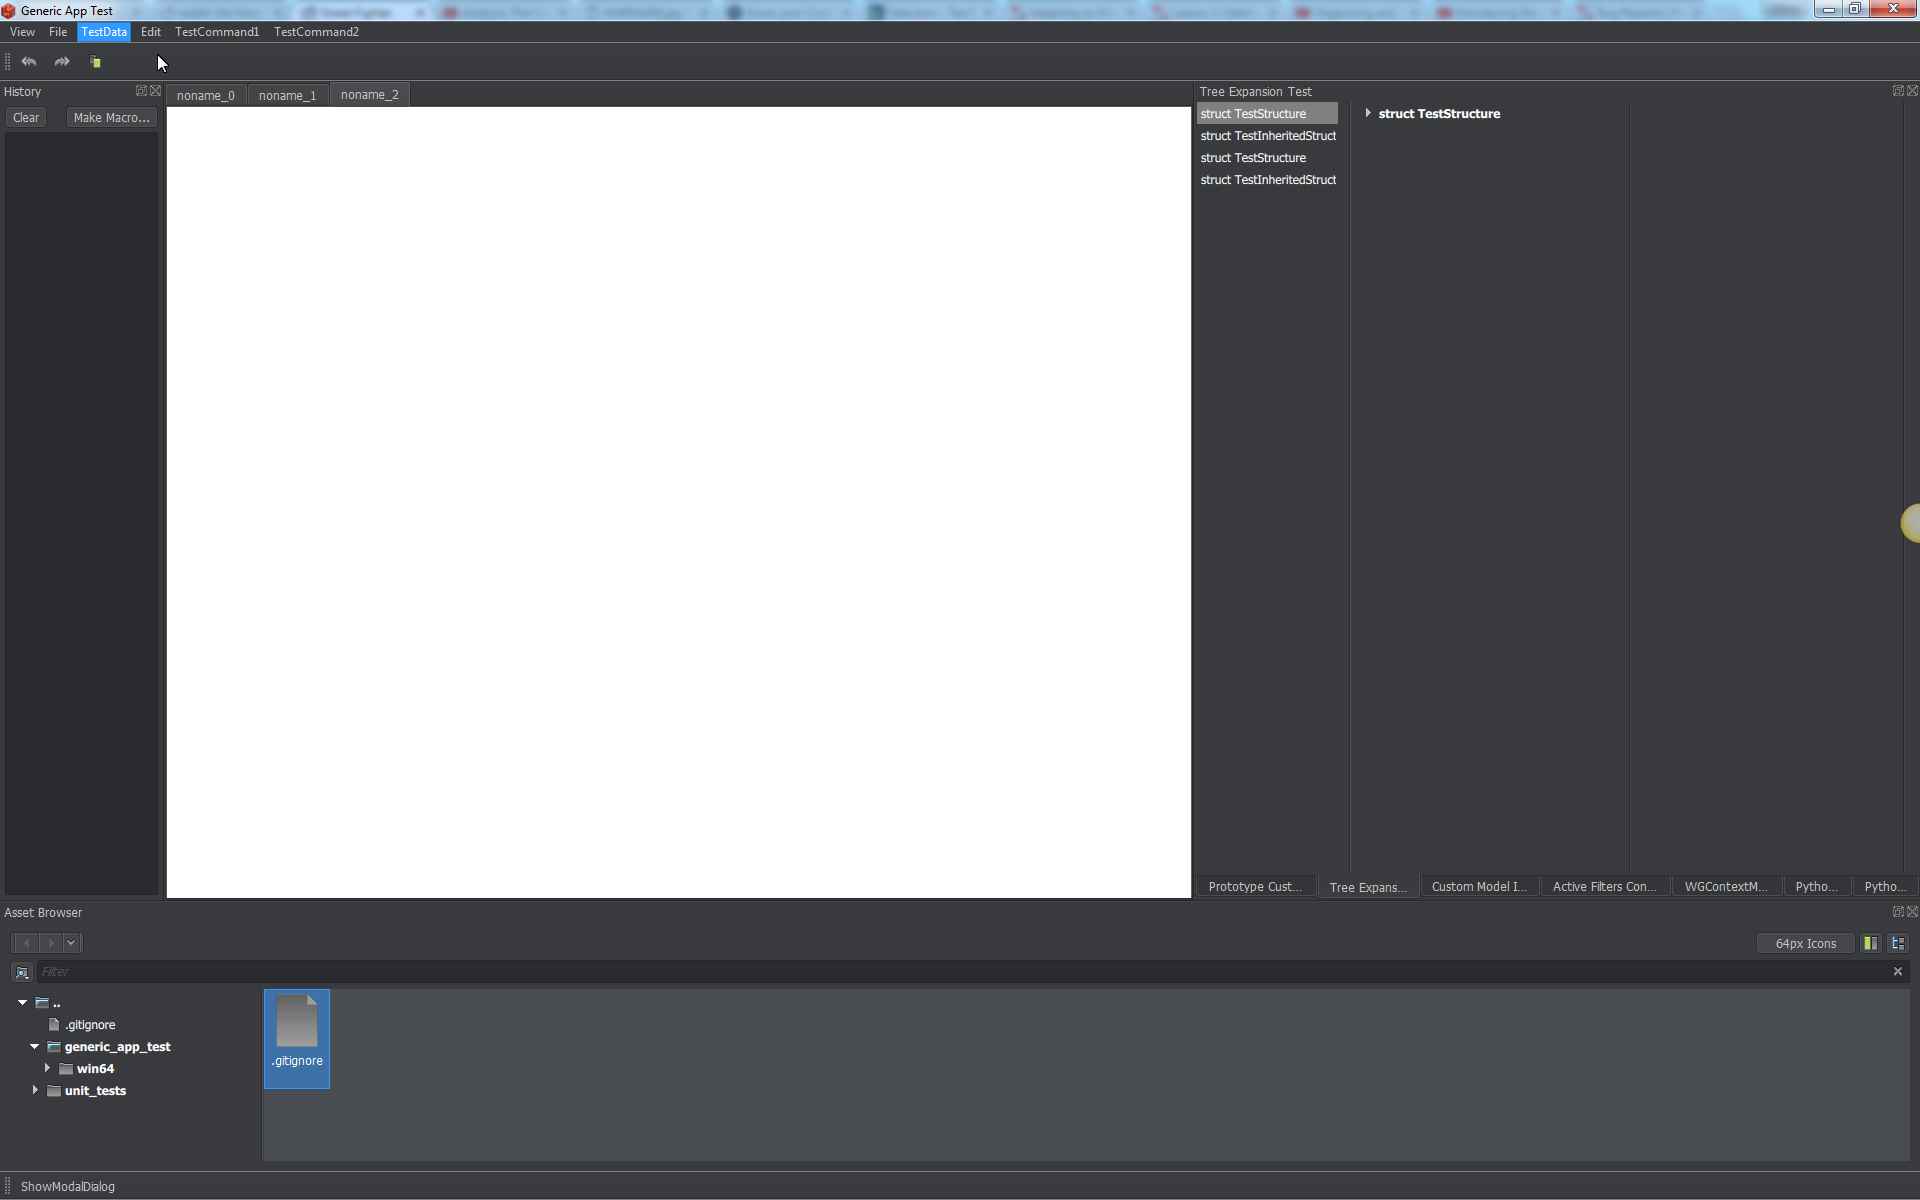 Generic App Test
View File TestData Edit TestCommand1 TestCommand2
History
Clear Make Macro...
noname_0 noname_1 noname_2
Tree Expansion Test
struct TestStructure
struct TestInheritedStruct
struct TestStructure
struct TestInheritedStruct
struct TestStructure
Prototype Cust... Tree Expans... Custom Model I... Active Filters Con... WGContextM... Pytho... Pytho...
Asset Browser
64px Icons
Filter
..
.gitignore
generic_app_test
win64
unit_tests
.gitignore
ShowModalDialog